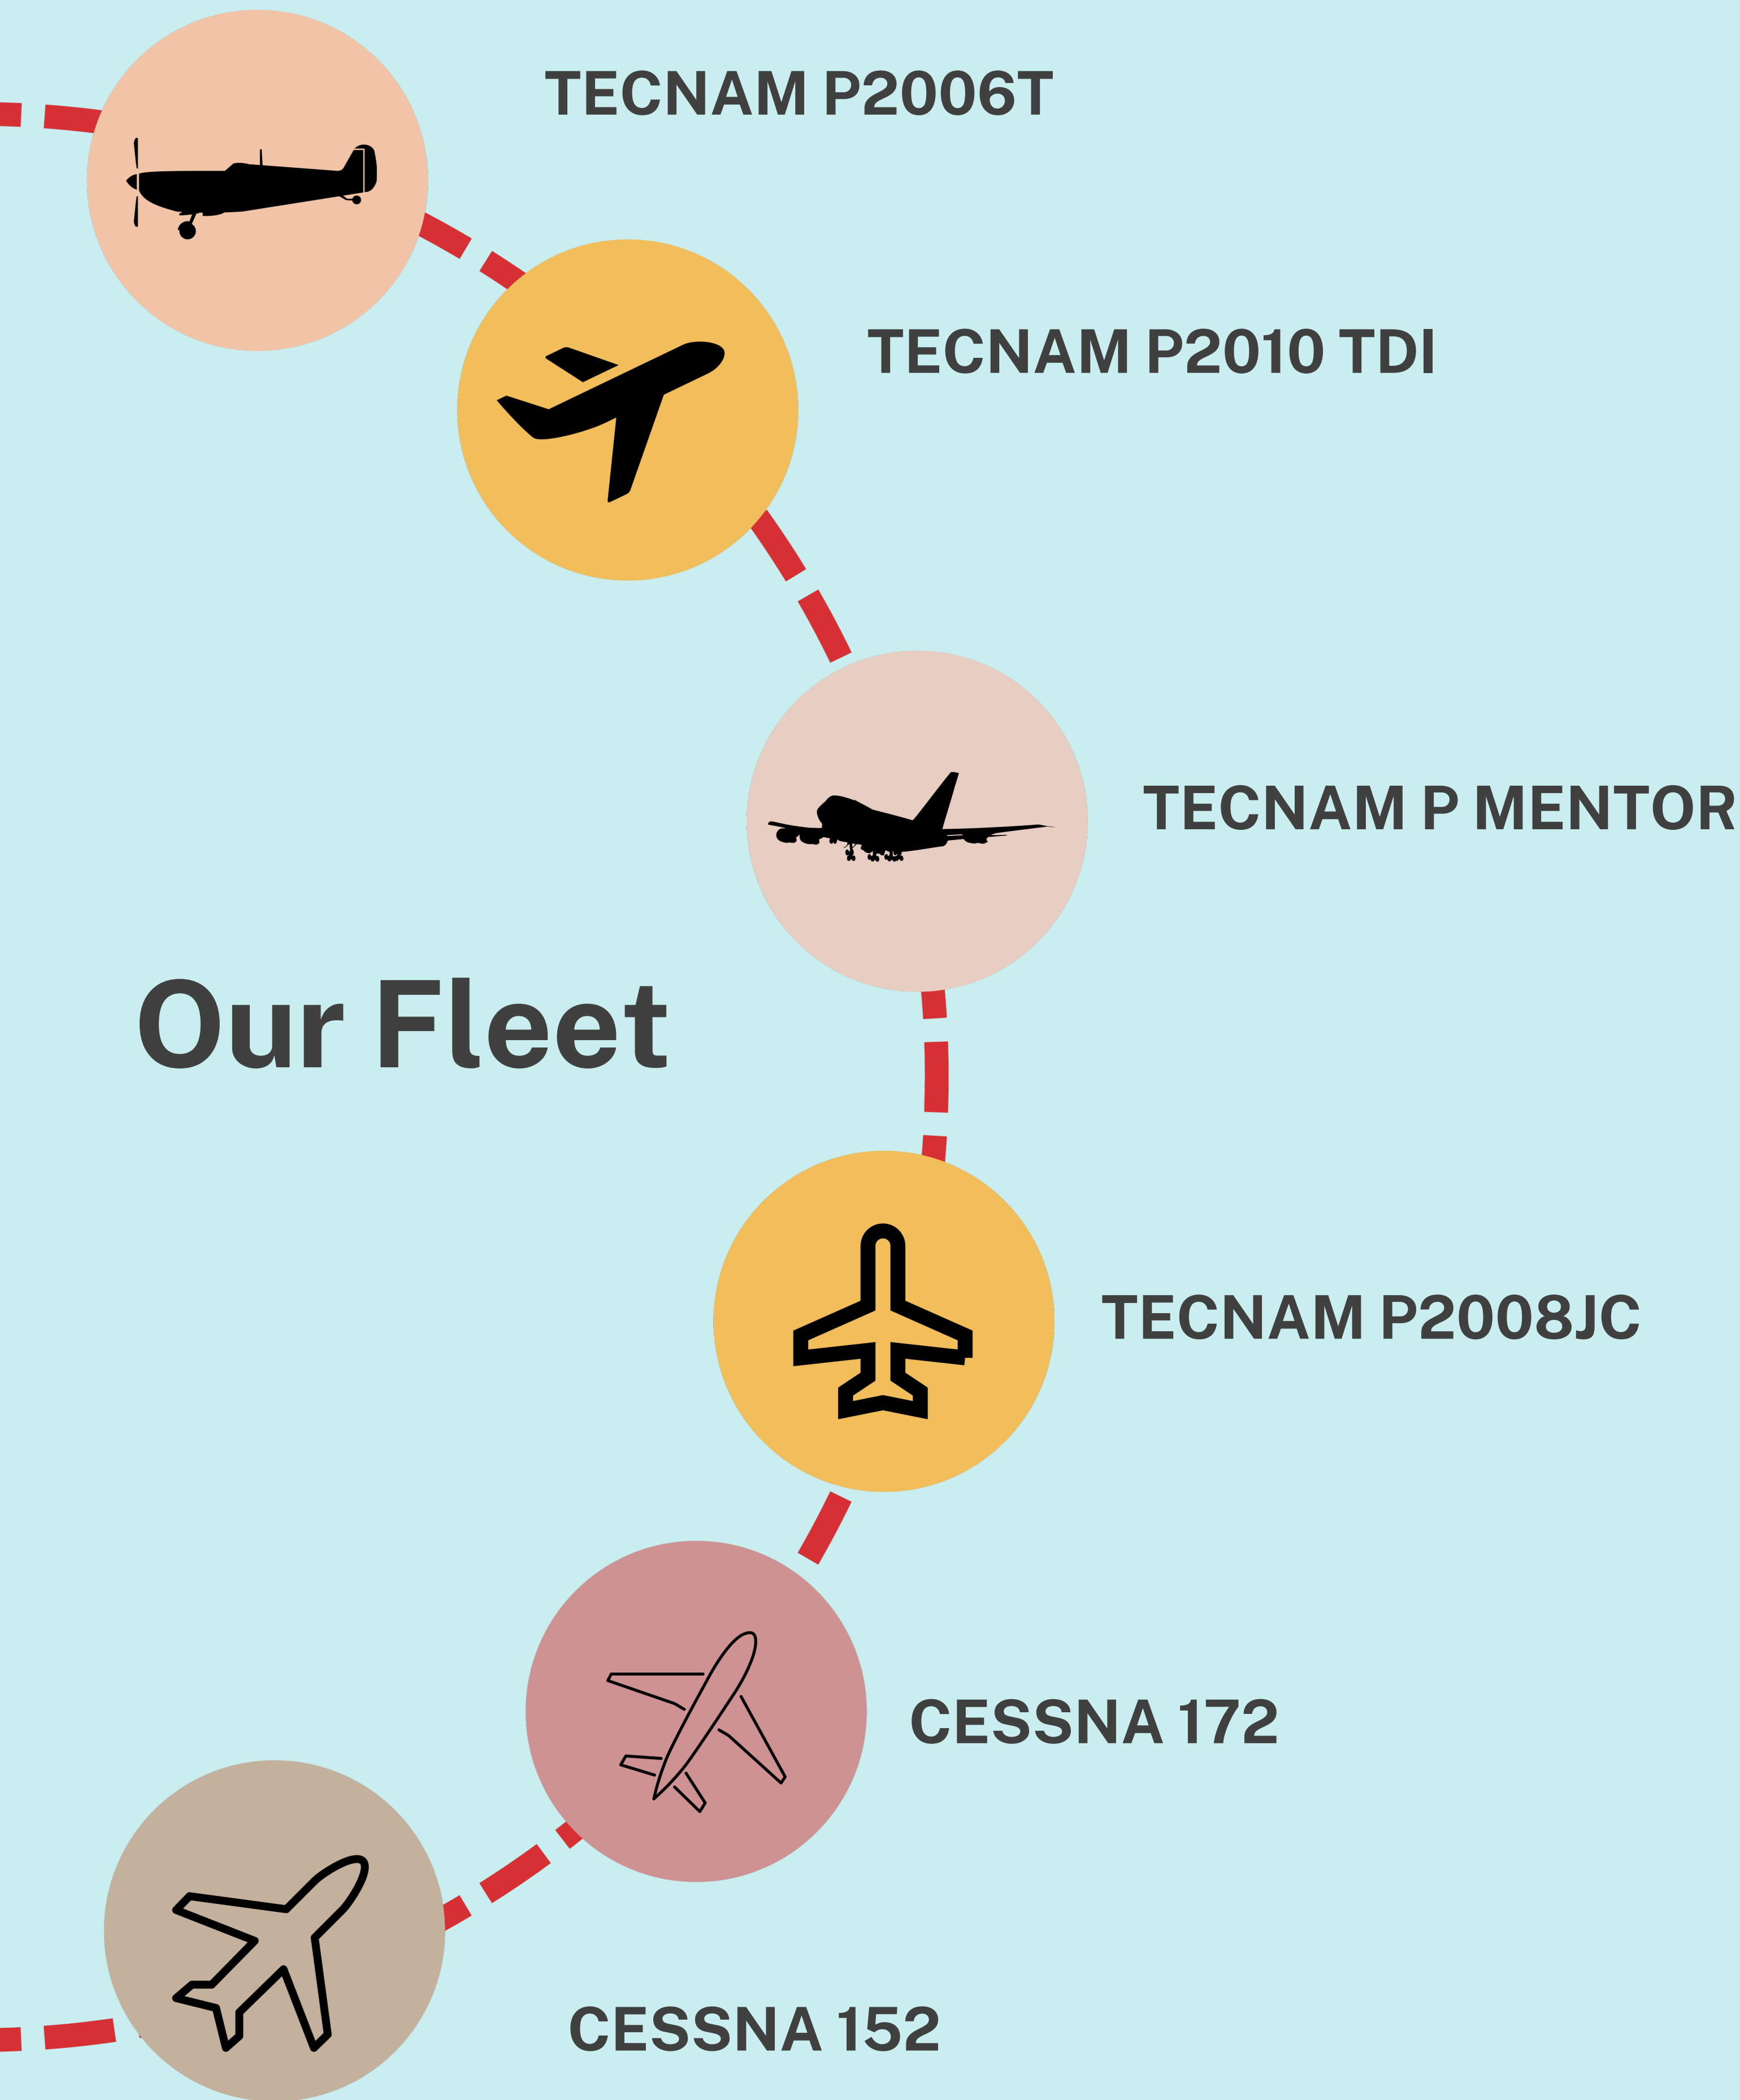 TECNAM P2006T
TECNAM P2010 TDI
TECNAM P MENTOR
Our Fleet
TECNAM P2008JC
CESSNA 172
CESSNA 152